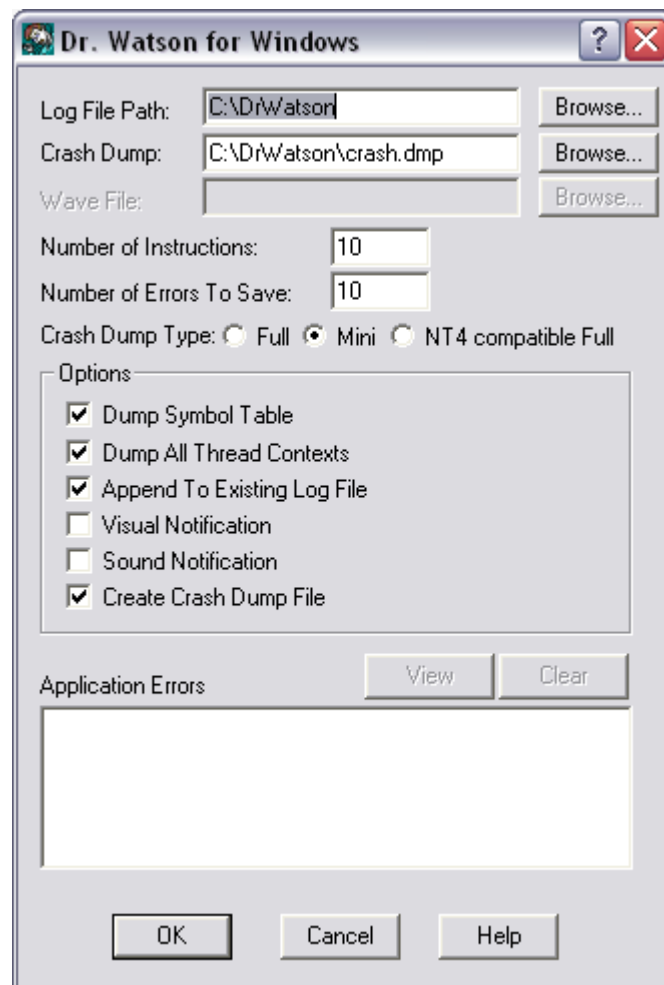 Dr. Watson for Windows
Log File Path: C:\DrWatson Browse...
Crash Dump: C:\DrWatson\crash.dmp Browse...
Wave File: Browse...
Number of Instructions: 10
Number of Errors To Save: 10
Crash Dump Type: Full Mini NT4 compatible Full
Options
Dump Symbol Table
Dump All Thread Contexts
Append To Existing Log File
Visual Notification
Sound Notification
Create Crash Dump File
Application Errors View Clear
OK Cancel Help